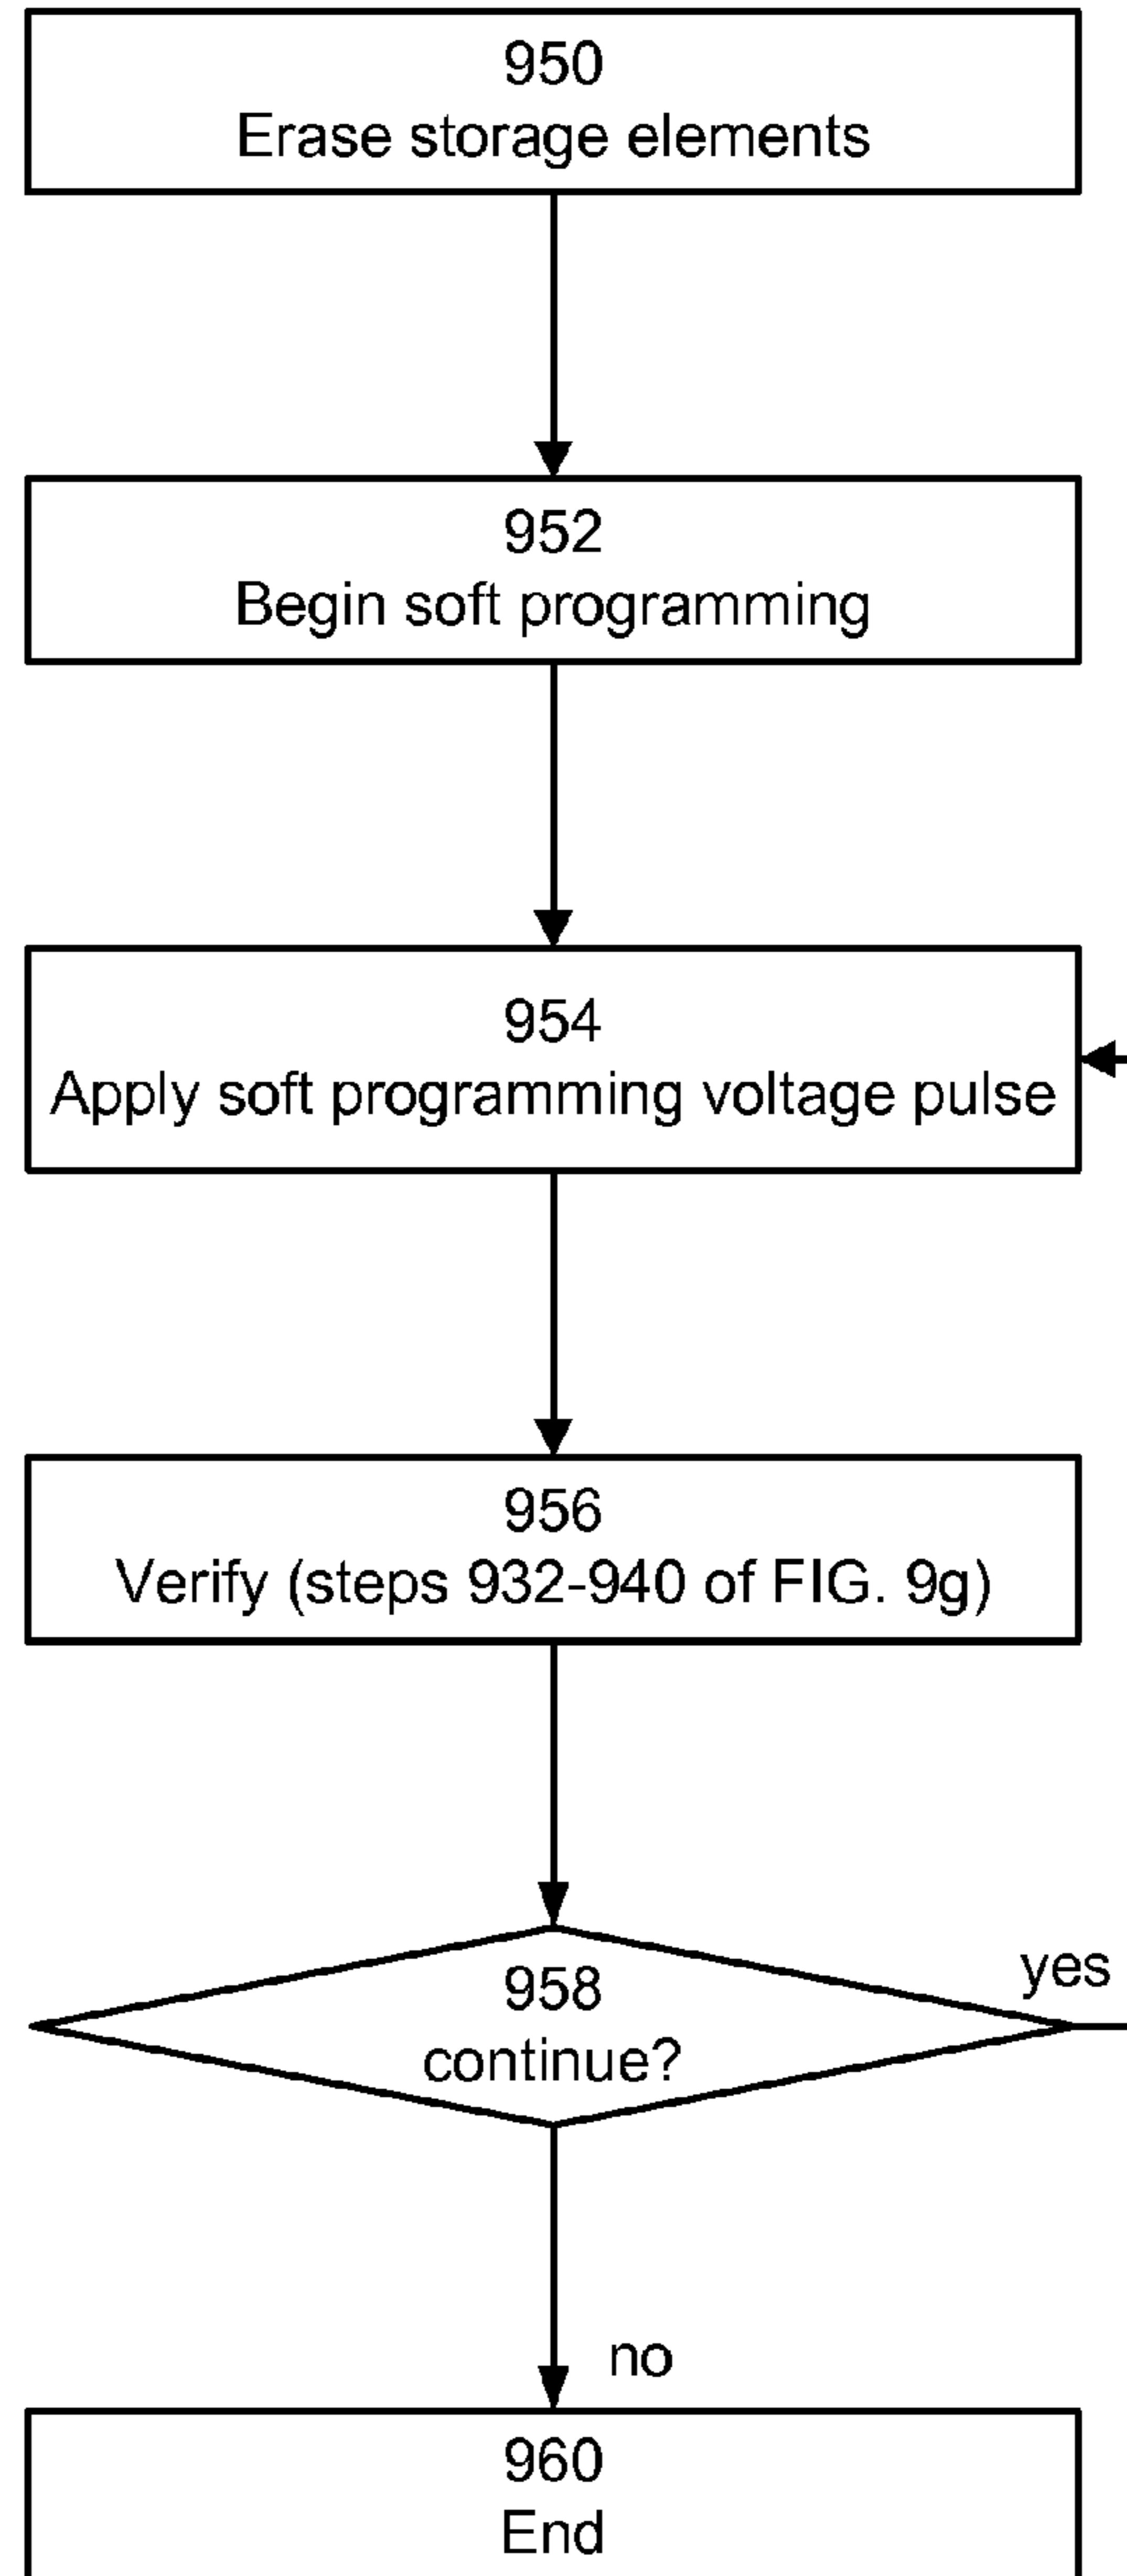 950
Erase storage elements
952
Begin soft programming
954
Apply soft programming voltage pulse
956
Verify (steps 932-940 of FIG. 9g)
958
continue?
yes
no
960
End